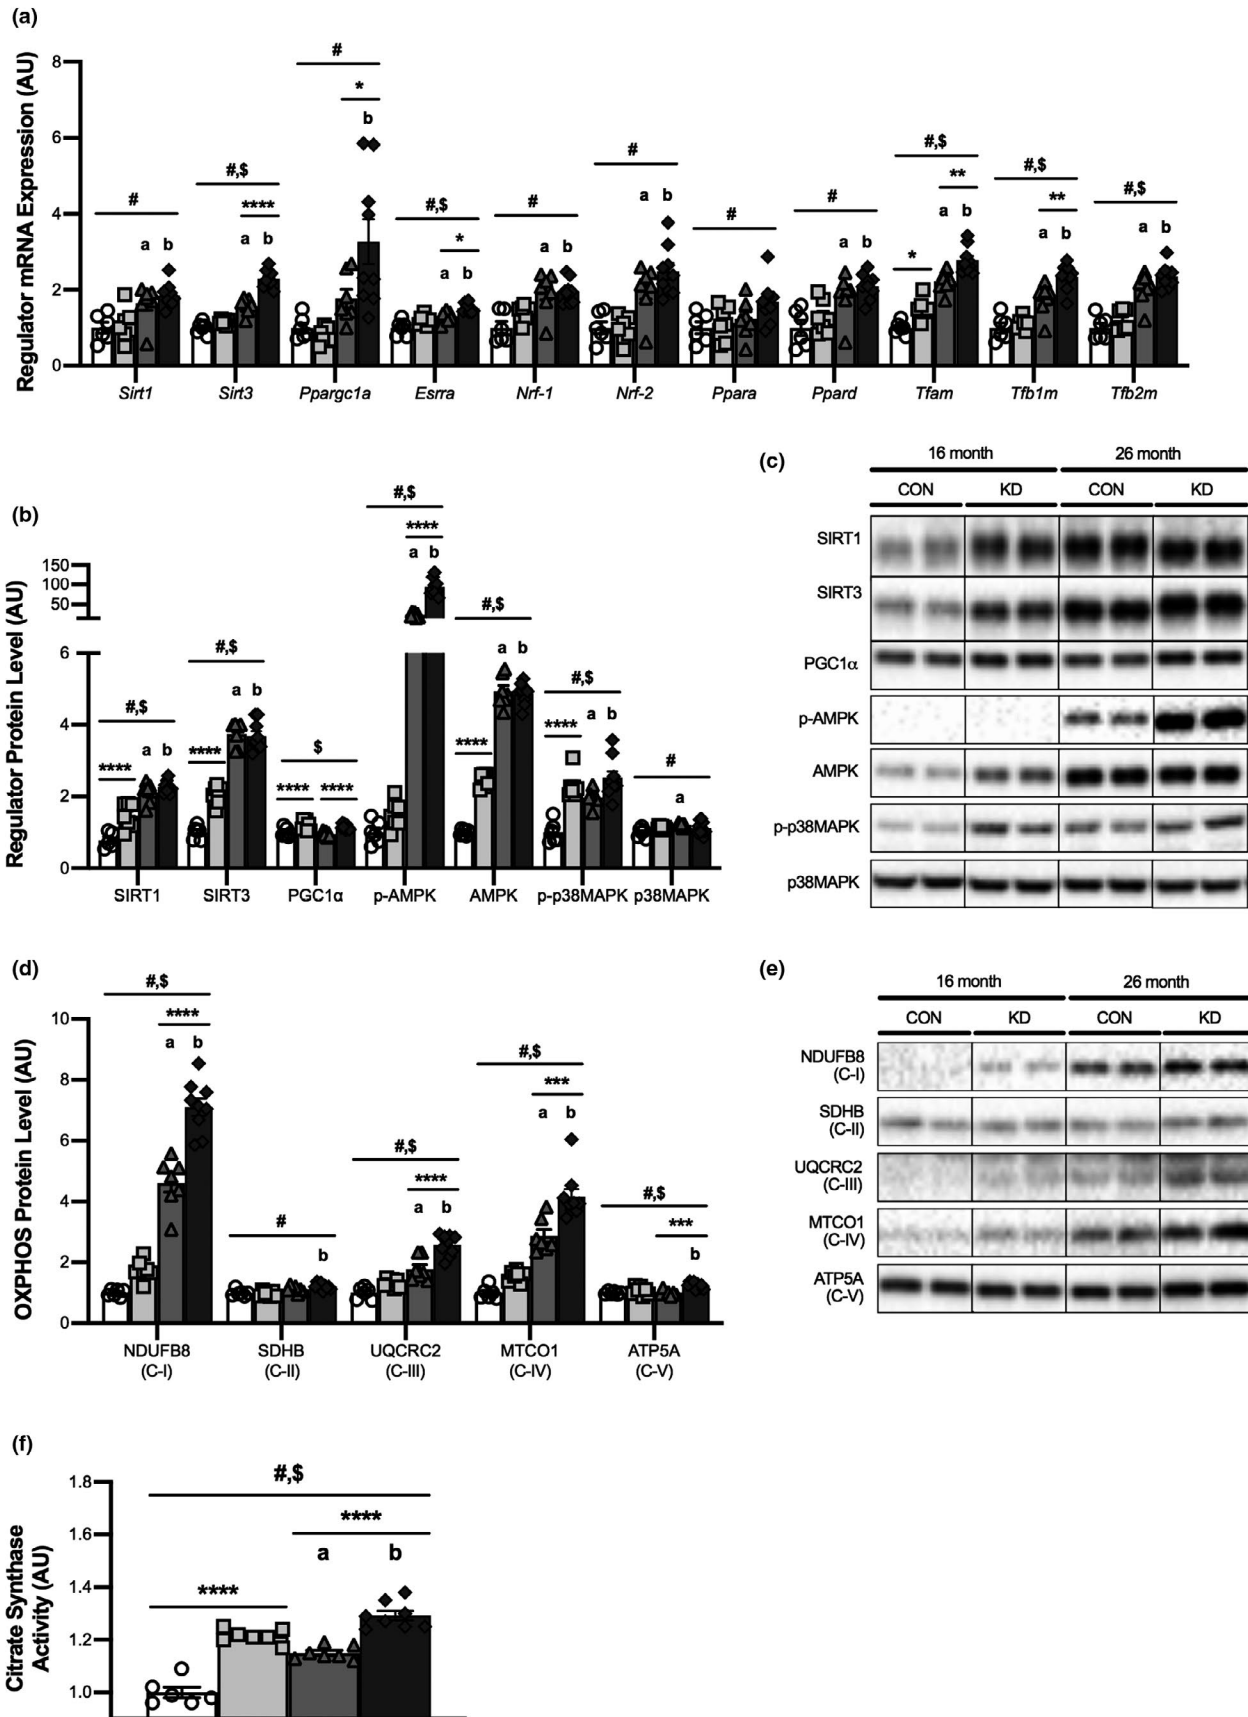 (a)
Regulator mRNA Expression (AU)
8
6
4
2
0
#
#,$
****
a b
#
*
b
#,$
*
a b
#
a b
#
a b
#
#
a b
#,$
*
**
a b
#,$
**
a b
#,$
a b
Sirt1 Sirt3 Ppargc1a Esrra Nrf-1 Nrf-2 Ppara Ppard Tfam Tfb1m Tfb2m
(b)
Regulator Protein Level (AU)
150
100
50
6
4
2
0
#,$
****
a b
#,$
****
a b
$
**** ****
#,$
****
a b
#,$
****
a b
#,$
****
a b
#
a
SIRT1 SIRT3 PGC1α p-AMPK AMPK p-p38MAPK p38MAPK
(c)
16 month 26 month
CON KD CON KD
SIRT1
SIRT3
PGC1α
p-AMPK
AMPK
p-p38MAPK
p38MAPK
(d)
OXPHOS Protein Level (AU)
10
8
6
4
2
0
#,$
****
a b
#
b
#,$
****
a b
#,$
***
a b
#,$
***
b
NDUFB8 SDHB UQCRC2 MTCO1 ATP5A
(C-I) (C-II) (C-III) (C-IV) (C-V)
(e)
16 month 26 month
CON KD CON KD
NDUFB8
(C-I)
SDHB
(C-II)
UQCRC2
(C-III)
MTCO1
(C-IV)
ATP5A
(C-V)
(f)
Citrate Synthase
Activity (AU)
1.8
1.6
1.4
1.2
1.0
#,$
****
a b
****